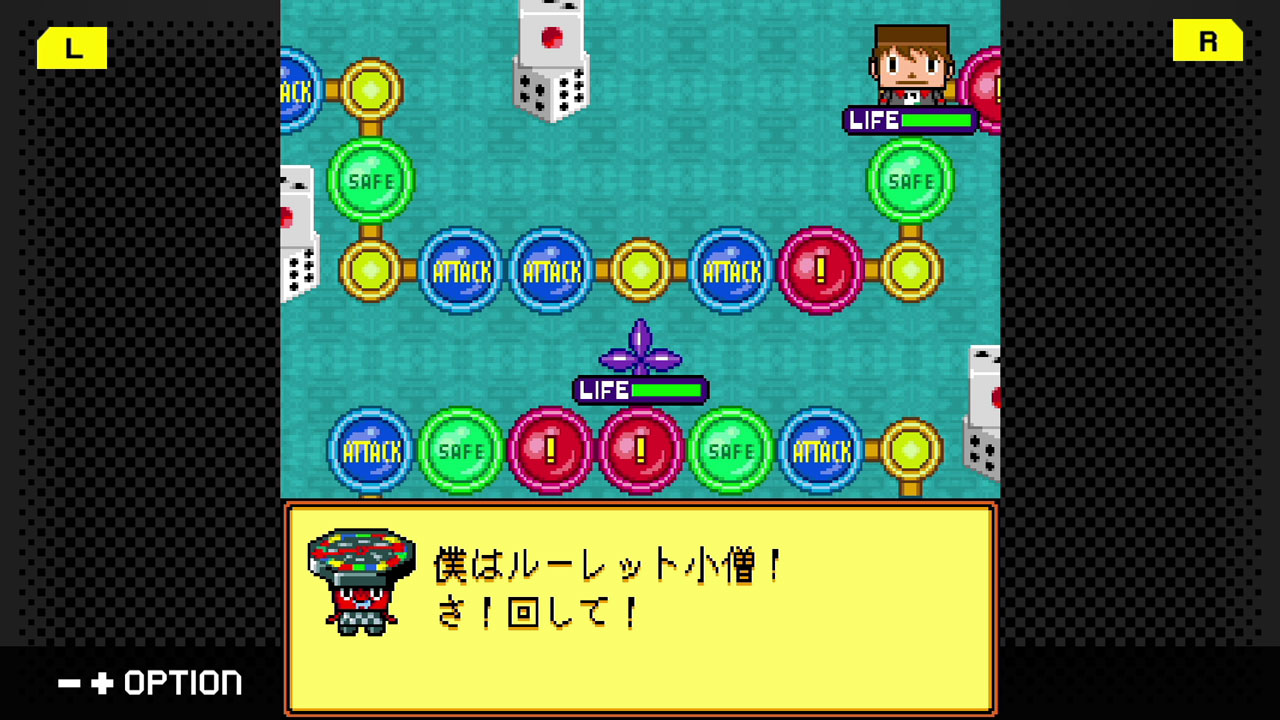 L
R
ACK
LIFE
!
SAFE
SAFE
ATTACK
ATTACK
ATTACK
!
LIFE
ATTACK
SAFE
!
!
SAFE
ATTACK
僕はルーレット小僧！
さ！回して！
－＋ OPTION